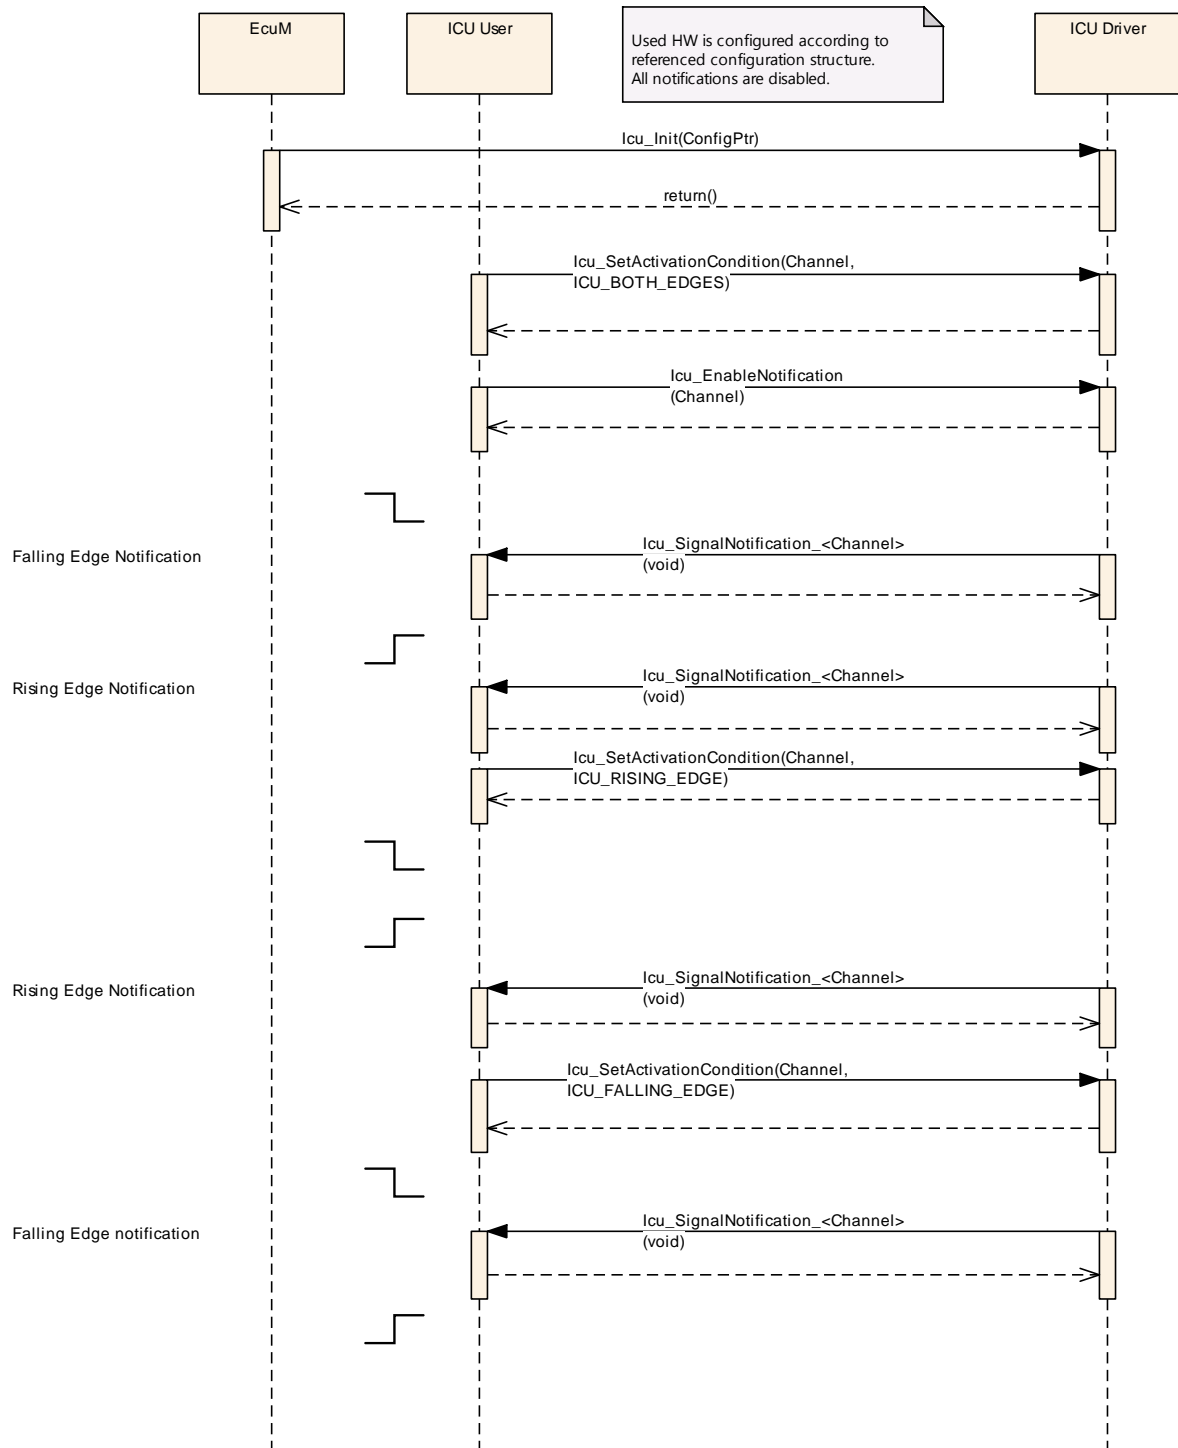 EcuM
ICU User
Used HW is configured according to
referenced configuration structure.
All notifications are disabled.
ICU Driver
Icu_Init(ConfigPtr)
return()
Icu_SetActivationCondition(Channel,
ICU_BOTH_EDGES)
Icu_EnableNotification
(Channel)
Falling Edge Notification
Icu_SignalNotification_<Channel>
(void)
Rising Edge Notification
Icu_SignalNotification_<Channel>
(void)
Icu_SetActivationCondition(Channel,
ICU_RISING_EDGE)
Rising Edge Notification
Icu_SignalNotification_<Channel>
(void)
Icu_SetActivationCondition(Channel,
ICU_FALLING_EDGE)
Falling Edge notification
Icu_SignalNotification_<Channel>
(void)